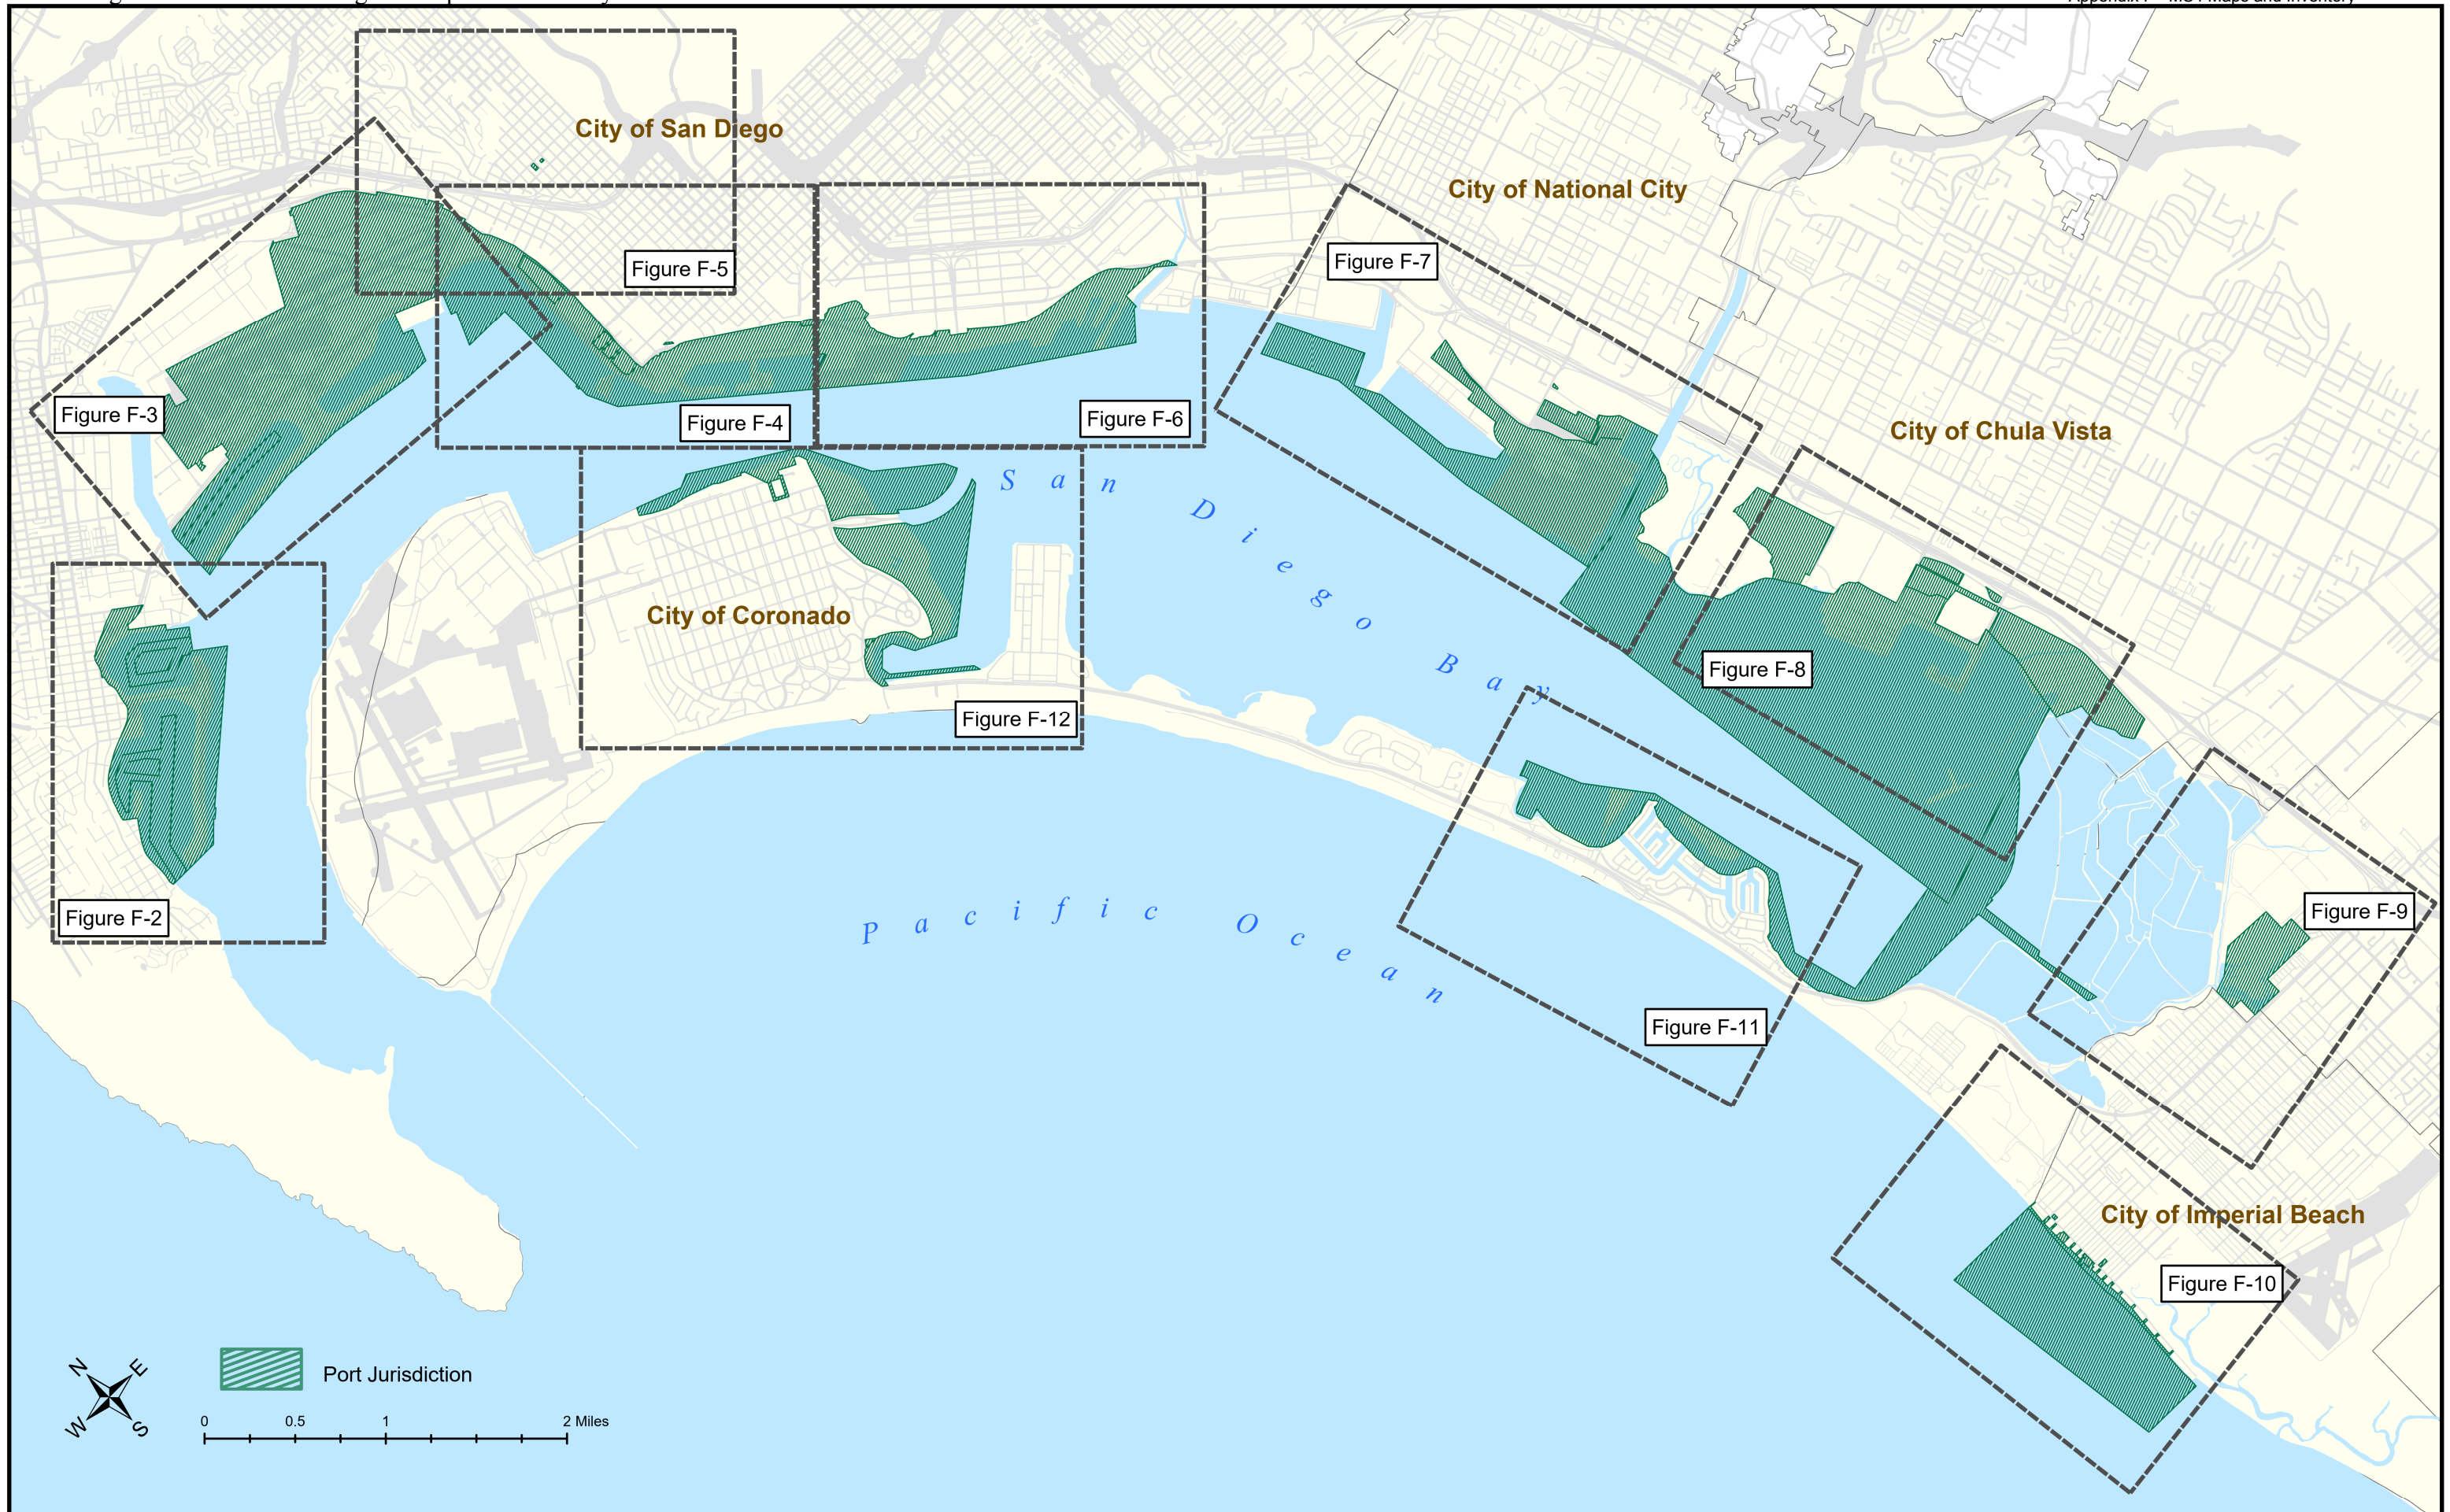 City of San Diego
City of National City
Figure F-5
Figure F-7
Figure F-3
Figure F-4
Figure F-6
City of Chula Vista
San Diego Bay
City of Coronado
Figure F-8
Figure F-12
Figure F-2
Pacific Ocean
Figure F-9
Figure F-11
City of Imperial Beach
Figure F-10
N E
W S
Port Jurisdiction
0 0.5 1 2 Miles